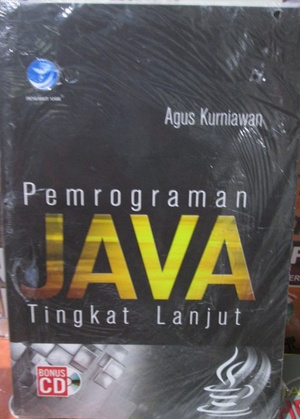 Agus Kurniawan
Pemrograman
JAVA
Tingkat Lanjut
BONUS
CD